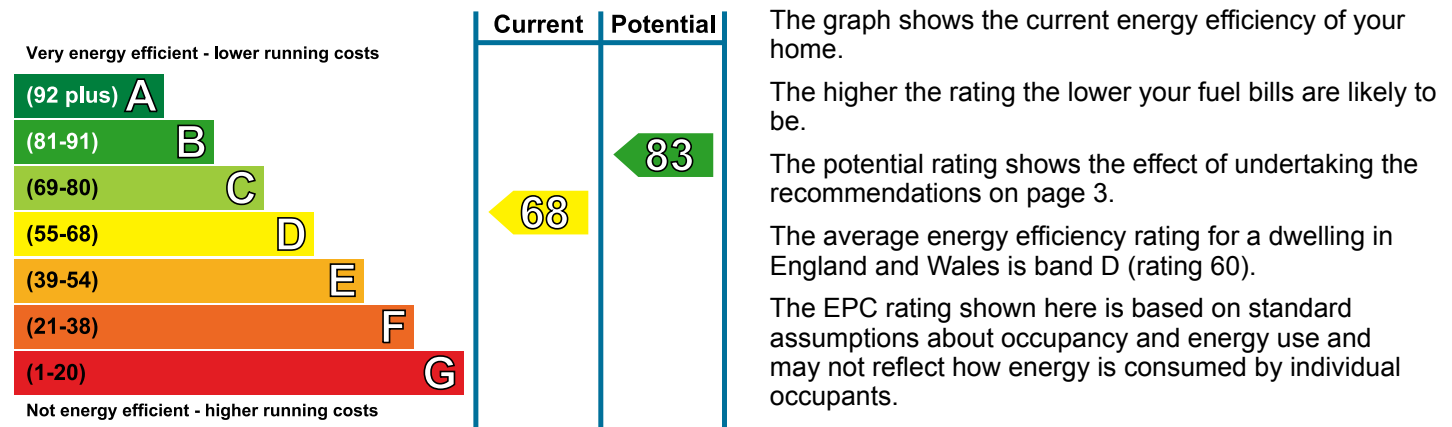 Current Potential
Very energy efficient - lower running costs
(92 plus) A
(81-91) B
83
(69-80) C
68
(55-68) D
(39-54) E
(21-38) F
(1-20) G
Not energy efficient - higher running costs
The graph shows the current energy efficiency of your
home.
The higher the rating the lower your fuel bills are likely to
be.
The potential rating shows the effect of undertaking the
recommendations on page 3.
The average energy efficiency rating for a dwelling in
England and Wales is band D (rating 60).
The EPC rating shown here is based on standard
assumptions about occupancy and energy use and
may not reflect how energy is consumed by individual
occupants.